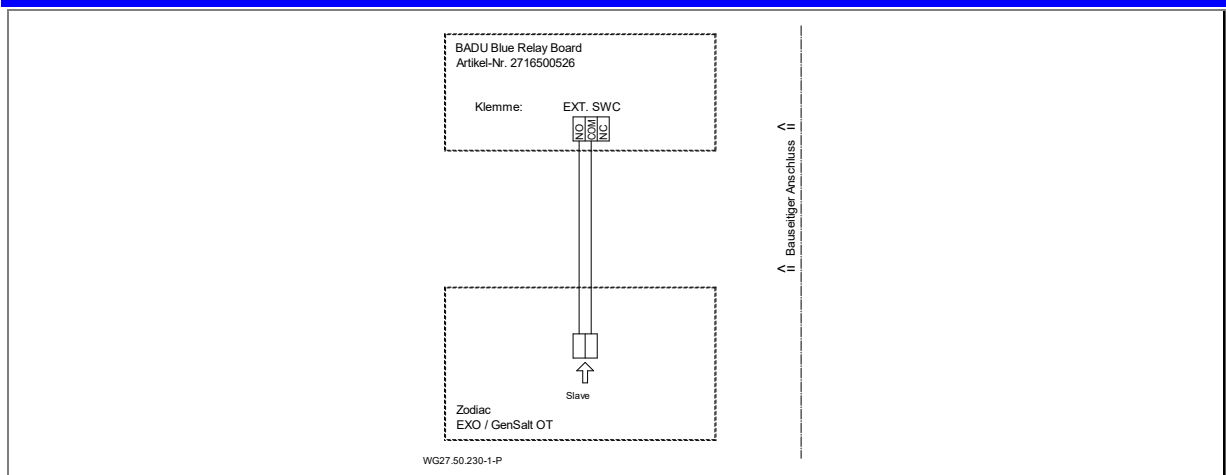 BADU Blue Relay Board
Artikel-Nr. 2716500526
Klemme: EXT. SWC
NO COM NC
<= Bauseitiger Anschluss <=
Slave
Zodiac
EXO / GenSalt OT
WG27.50.230-1-P